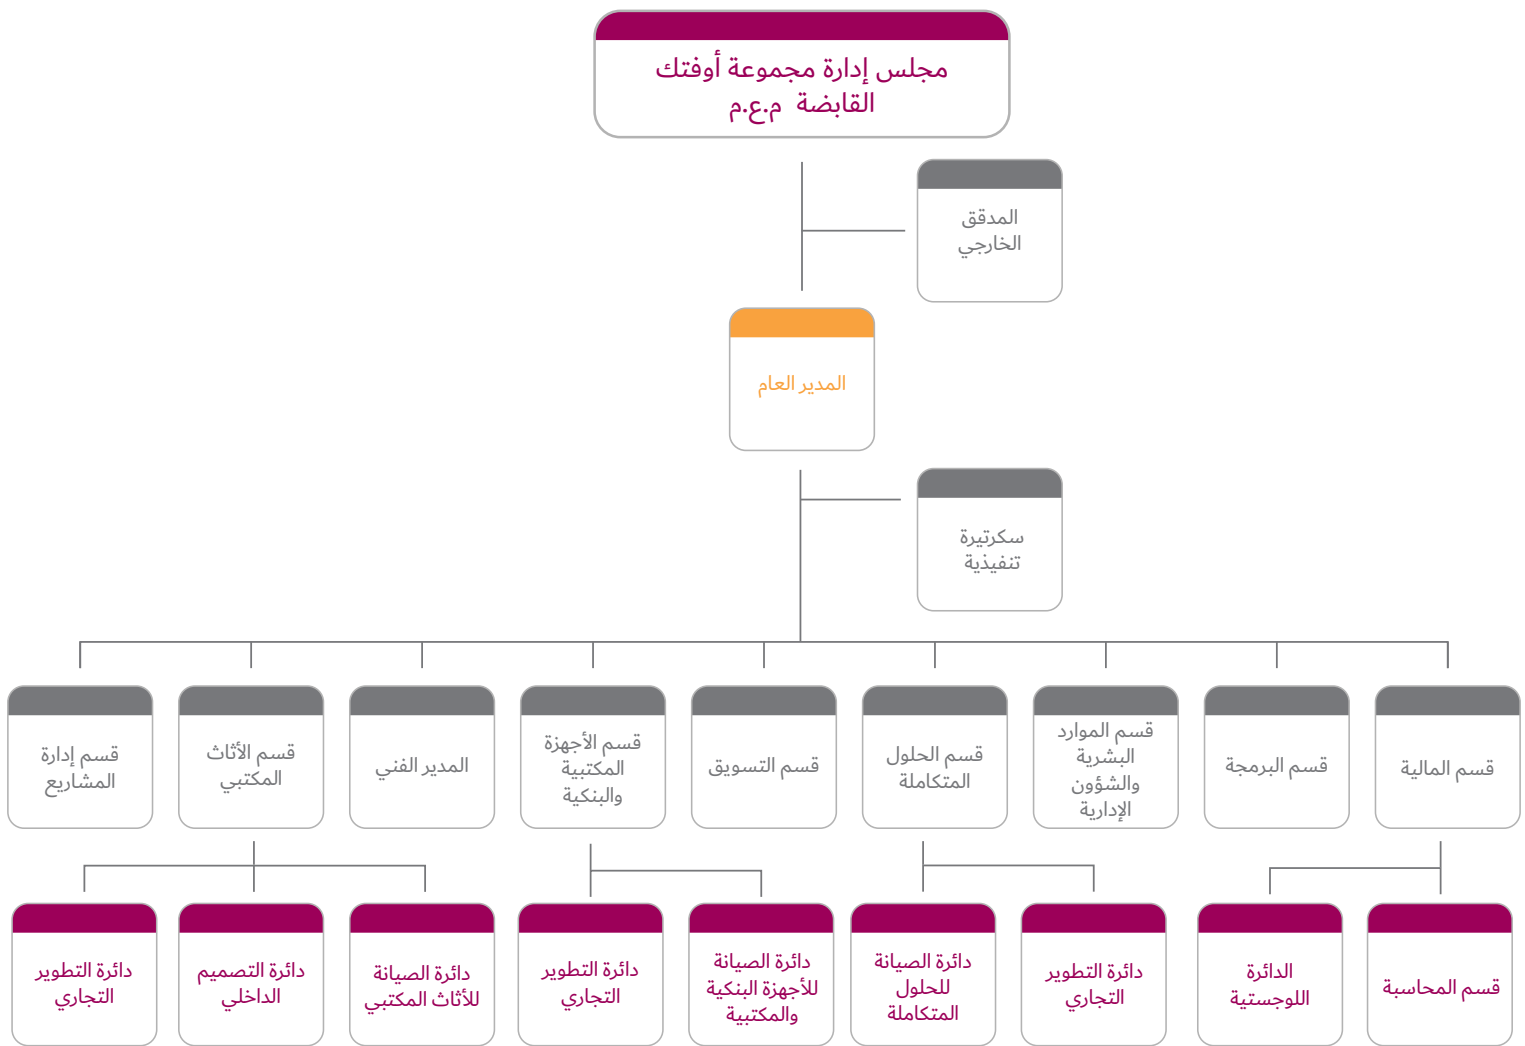 مجلس إدارة مجموعة أوفتك
القابضة م.ع.م
المدقق
الخارجي
المدير العام
سكرتيرة
تنفيذية
قسم المالية
قسم البرمجة
قسم الموارد
البشرية
والشؤون
الإدارية
قسم الحلول
المتكاملة
قسم التسويق
قسم الأجهزة
المكتبية
والبنكية
المدير الفني
قسم الأثاث
المكتبي
قسم إدارة
المشاريع
قسم المحاسبة
الدائرة
اللوجستية
دائرة التطوير
التجاري
دائرة الصيانة
للحلول
المتكاملة
دائرة الصيانة
للأجهزة البنكية
والمكتبية
دائرة التطوير
التجاري
دائرة الصيانة
للأثاث المكتبي
دائرة التصميم
الداخلي
دائرة التطوير
التجاري